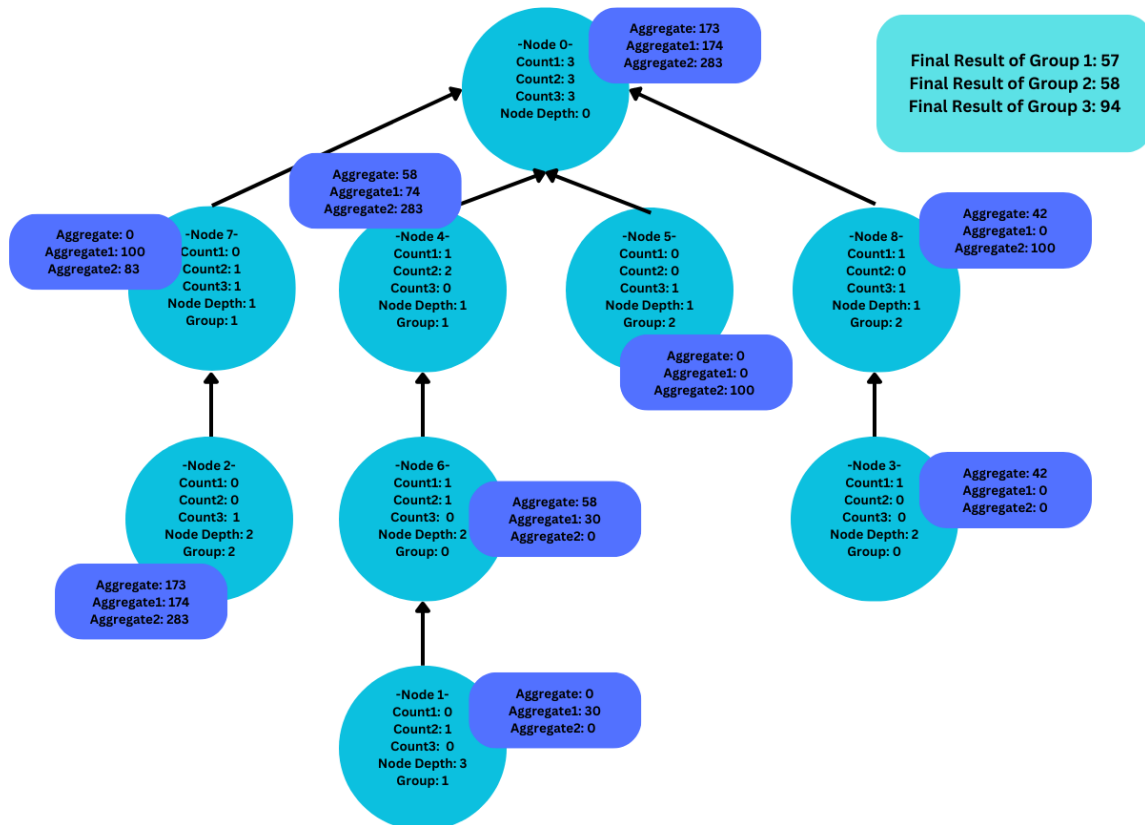 -Node 0-
Count1: 3
Count2: 3
Count3: 3
Node Depth: 0
Aggregate: 173
Aggregate1: 174
Aggregate2: 283
Final Result of Group 1: 57
Final Result of Group 2: 58
Final Result of Group 3: 94
Aggregate: 0
Aggregate1: 100
Aggregate2: 83
-Node 7-
Count1: 0
Count2: 1
Count3: 1
Node Depth: 1
Group: 1
Aggregate: 58
Aggregate1: 74
Aggregate2: 283
-Node 4-
Count1: 1
Count2: 2
Count3: 0
Node Depth: 1
Group: 1
-Node 5-
Count1: 0
Count2: 0
Count3: 1
Node Depth: 1
Group: 2
Aggregate: 0
Aggregate1: 0
Aggregate2: 100
-Node 8-
Count1: 1
Count2: 0
Count3: 1
Node Depth: 1
Group: 2
Aggregate: 42
Aggregate1: 0
Aggregate2: 100
-Node 2-
Count1: 0
Count2: 0
Count3: 1
Node Depth: 2
Group: 2
Aggregate: 173
Aggregate1: 174
Aggregate2: 283
-Node 6-
Count1: 1
Count2: 1
Count3: 0
Node Depth: 2
Group: 0
Aggregate: 58
Aggregate1: 30
Aggregate2: 0
-Node 3-
Count1: 1
Count2: 0
Count3: 0
Node Depth: 2
Group: 0
Aggregate: 42
Aggregate1: 0
Aggregate2: 0
-Node 1-
Count1: 0
Count2: 1
Count3: 0
Node Depth: 3
Group: 1
Aggregate: 0
Aggregate1: 30
Aggregate2: 0